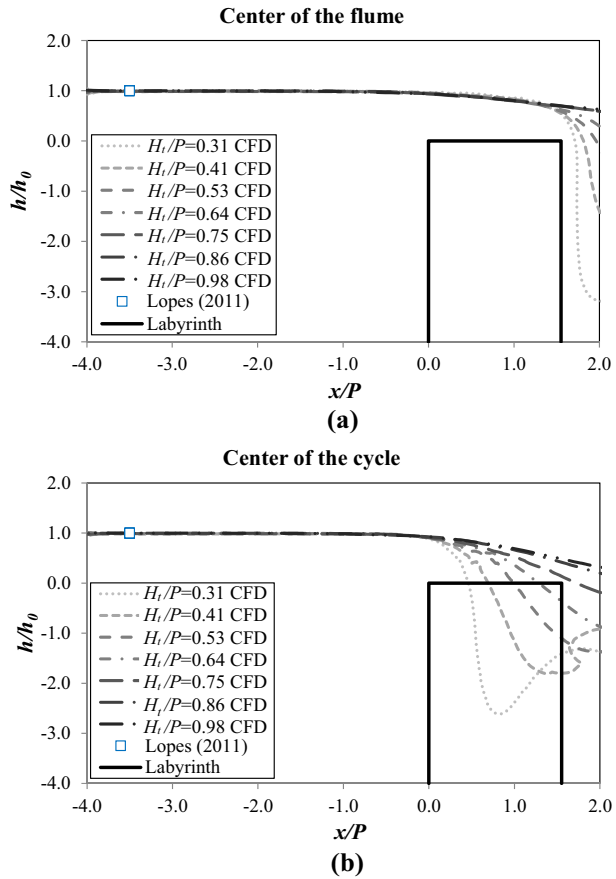 Center of the flume
2.0
1.0
0.0
-1.0
-2.0
-3.0
-4.0
h/h0
Ht/P=0.31 CFD
Ht/P=0.41 CFD
Ht/P=0.53 CFD
Ht/P=0.64 CFD
Ht/P=0.75 CFD
Ht/P=0.86 CFD
Ht/P=0.98 CFD
Lopes (2011)
Labyrinth
-4.0 -3.0 -2.0 -1.0 0.0 1.0 2.0
x/P
(a)
Center of the cycle
2.0
1.0
0.0
-1.0
-2.0
-3.0
-4.0
h/h0
Ht/P=0.31 CFD
Ht/P=0.41 CFD
Ht/P=0.53 CFD
Ht/P=0.64 CFD
Ht/P=0.75 CFD
Ht/P=0.86 CFD
Ht/P=0.98 CFD
Lopes (2011)
Labyrinth
-4.0 -3.0 -2.0 -1.0 0.0 1.0 2.0
x/P
(b)